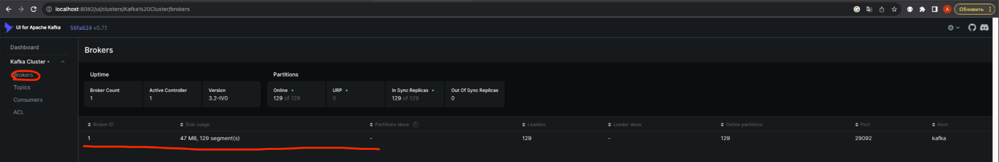 localhost:8082/ui/clusters/Kafka%20Cluster/brokers
Обновить
UI for Apache Kafka 56fa824 v0.7.1
Dashboard
Kafka Cluster
Brokers
Topics
Consumers
ACL
Brokers
Uptime
Broker Count
1
Active Controller
1
Version
3.2-IV0
Partitions
Online
129 of 129
URP
0
In Sync Replicas
129 of 129
Out Of Sync Replicas
0
Broker ID Disk usage Partitions skew Leaders Leader skew Online partitions Port Host
1 47 MB, 129 segment(s) - 129 - 129 29092 kafka